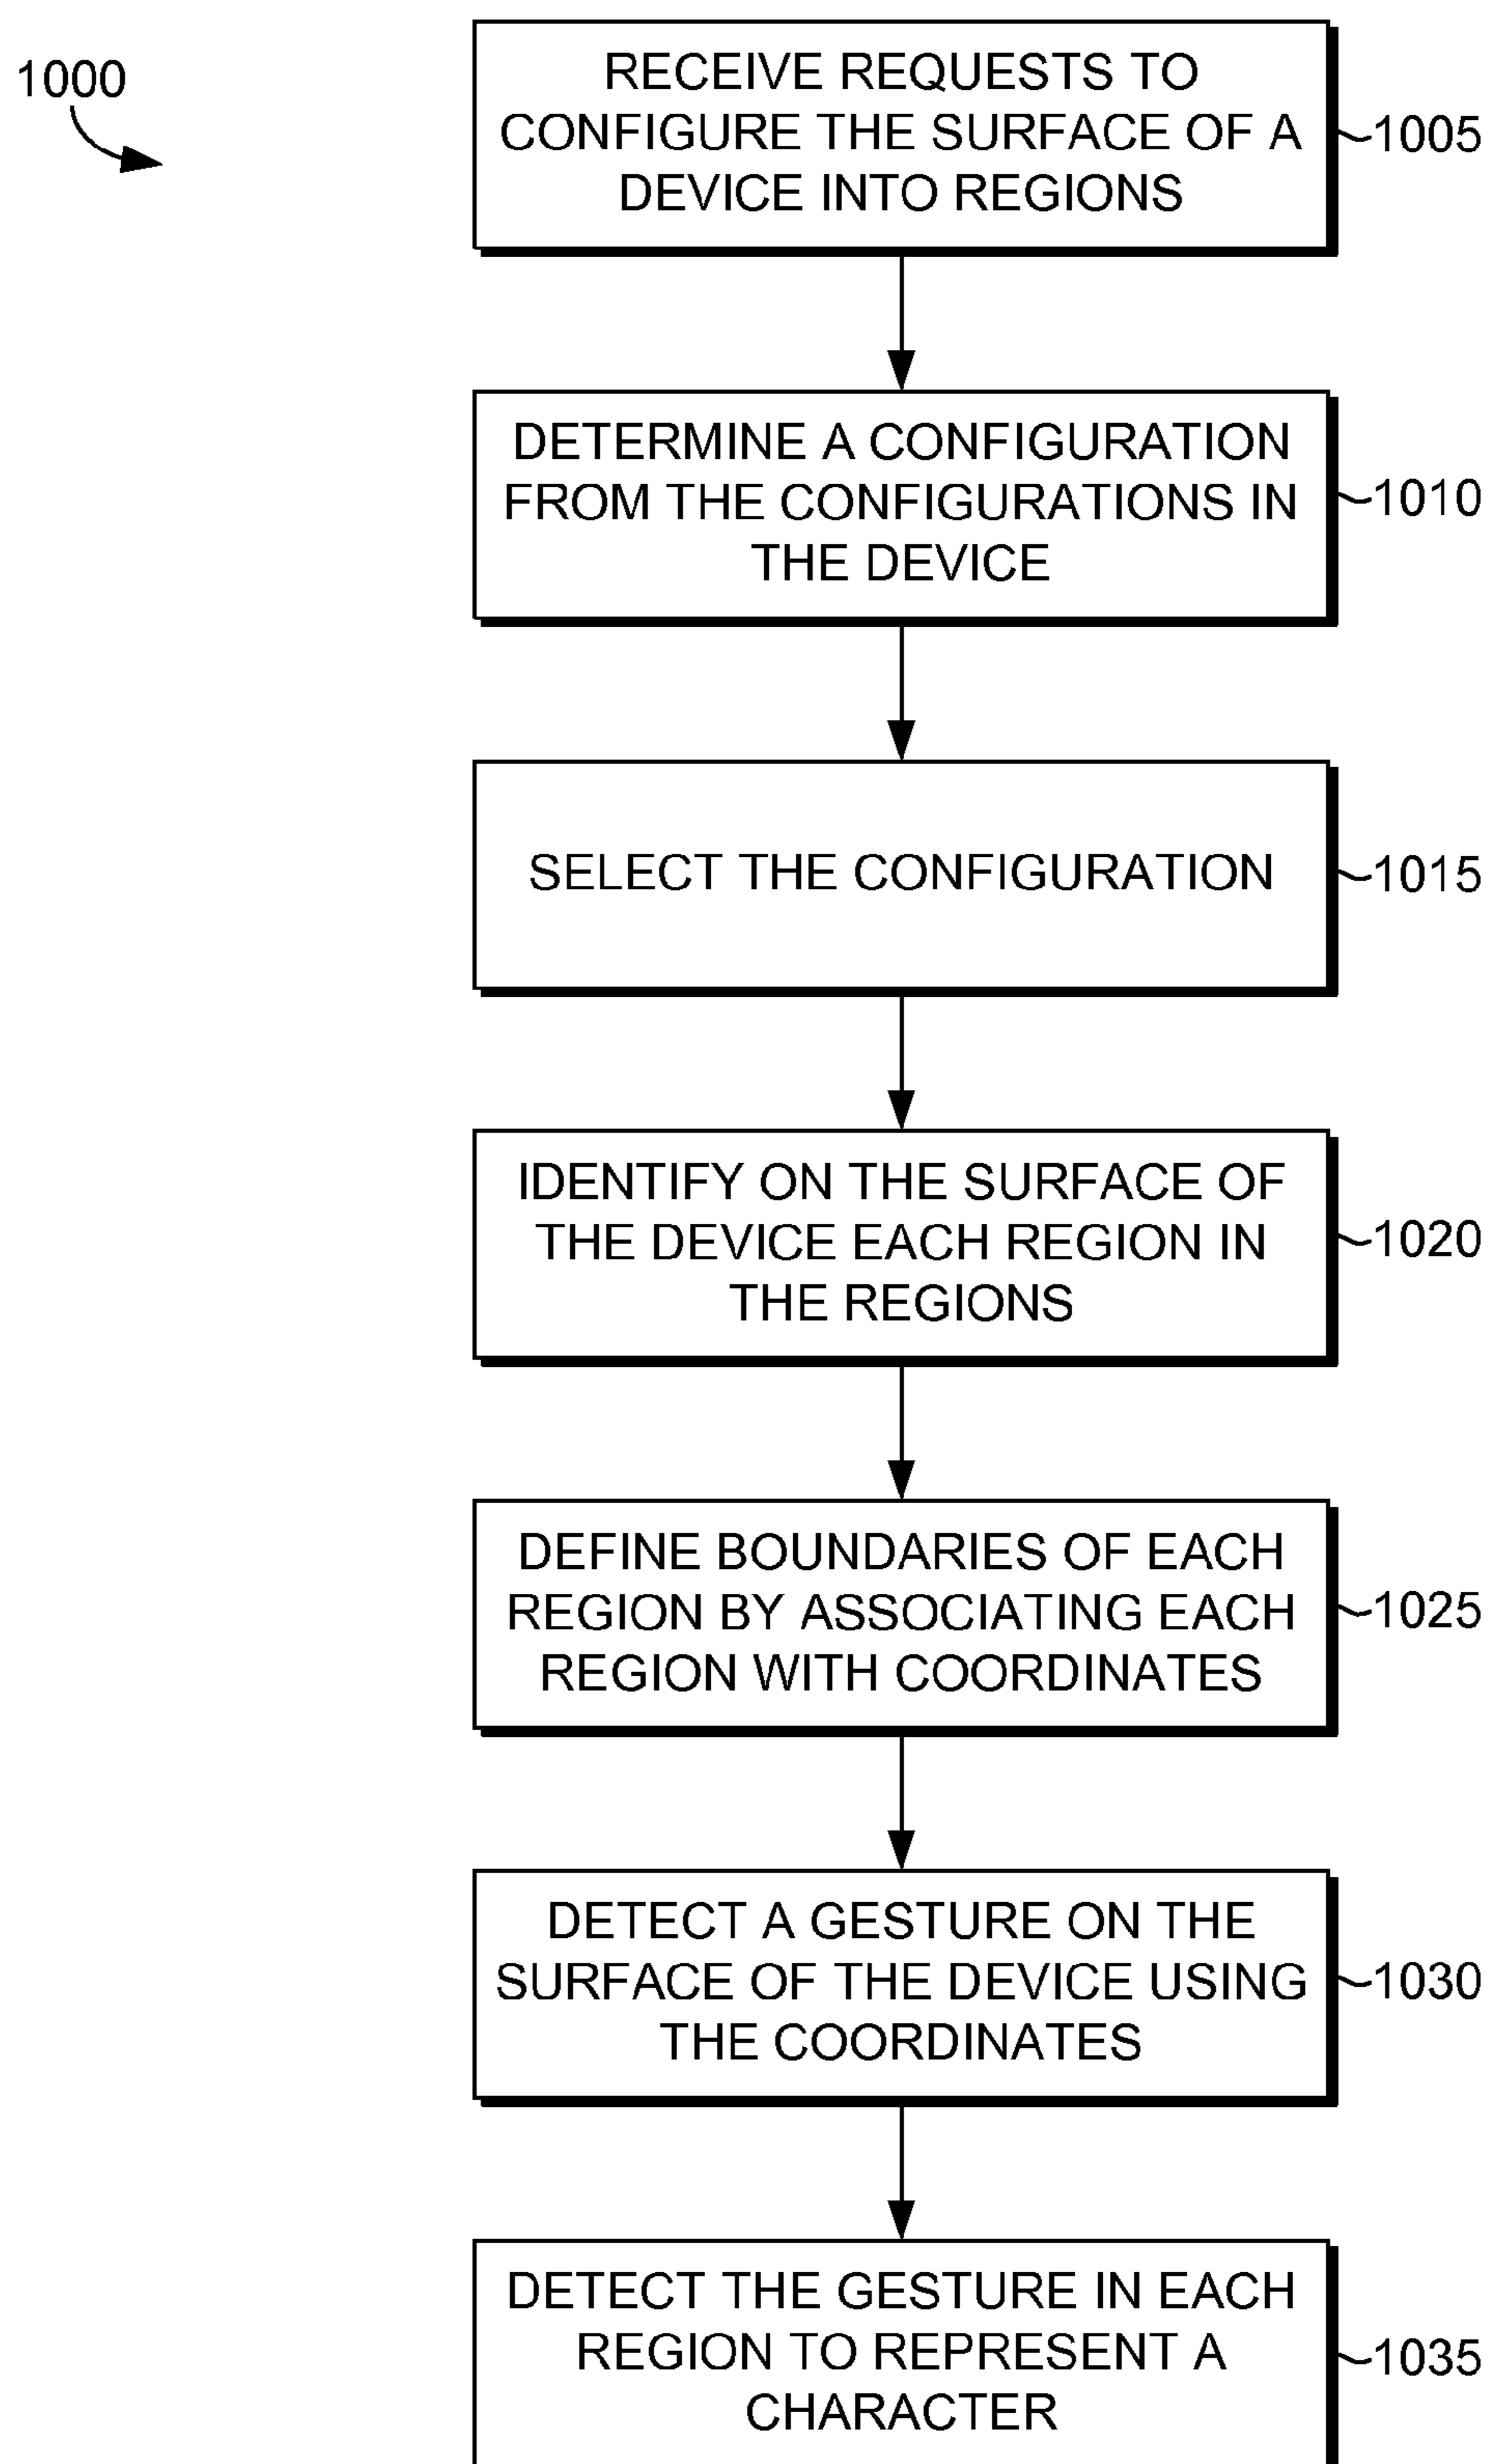 1000
RECEIVE REQUESTS TO
CONFIGURE THE SURFACE OF A
DEVICE INTO REGIONS
1005
DETERMINE A CONFIGURATION
FROM THE CONFIGURATIONS IN
THE DEVICE
1010
SELECT THE CONFIGURATION
1015
IDENTIFY ON THE SURFACE OF
THE DEVICE EACH REGION IN
THE REGIONS
1020
DEFINE BOUNDARIES OF EACH
REGION BY ASSOCIATING EACH
REGION WITH COORDINATES
1025
DETECT A GESTURE ON THE
SURFACE OF THE DEVICE USING
THE COORDINATES
1030
DETECT THE GESTURE IN EACH
REGION TO REPRESENT A
CHARACTER
1035